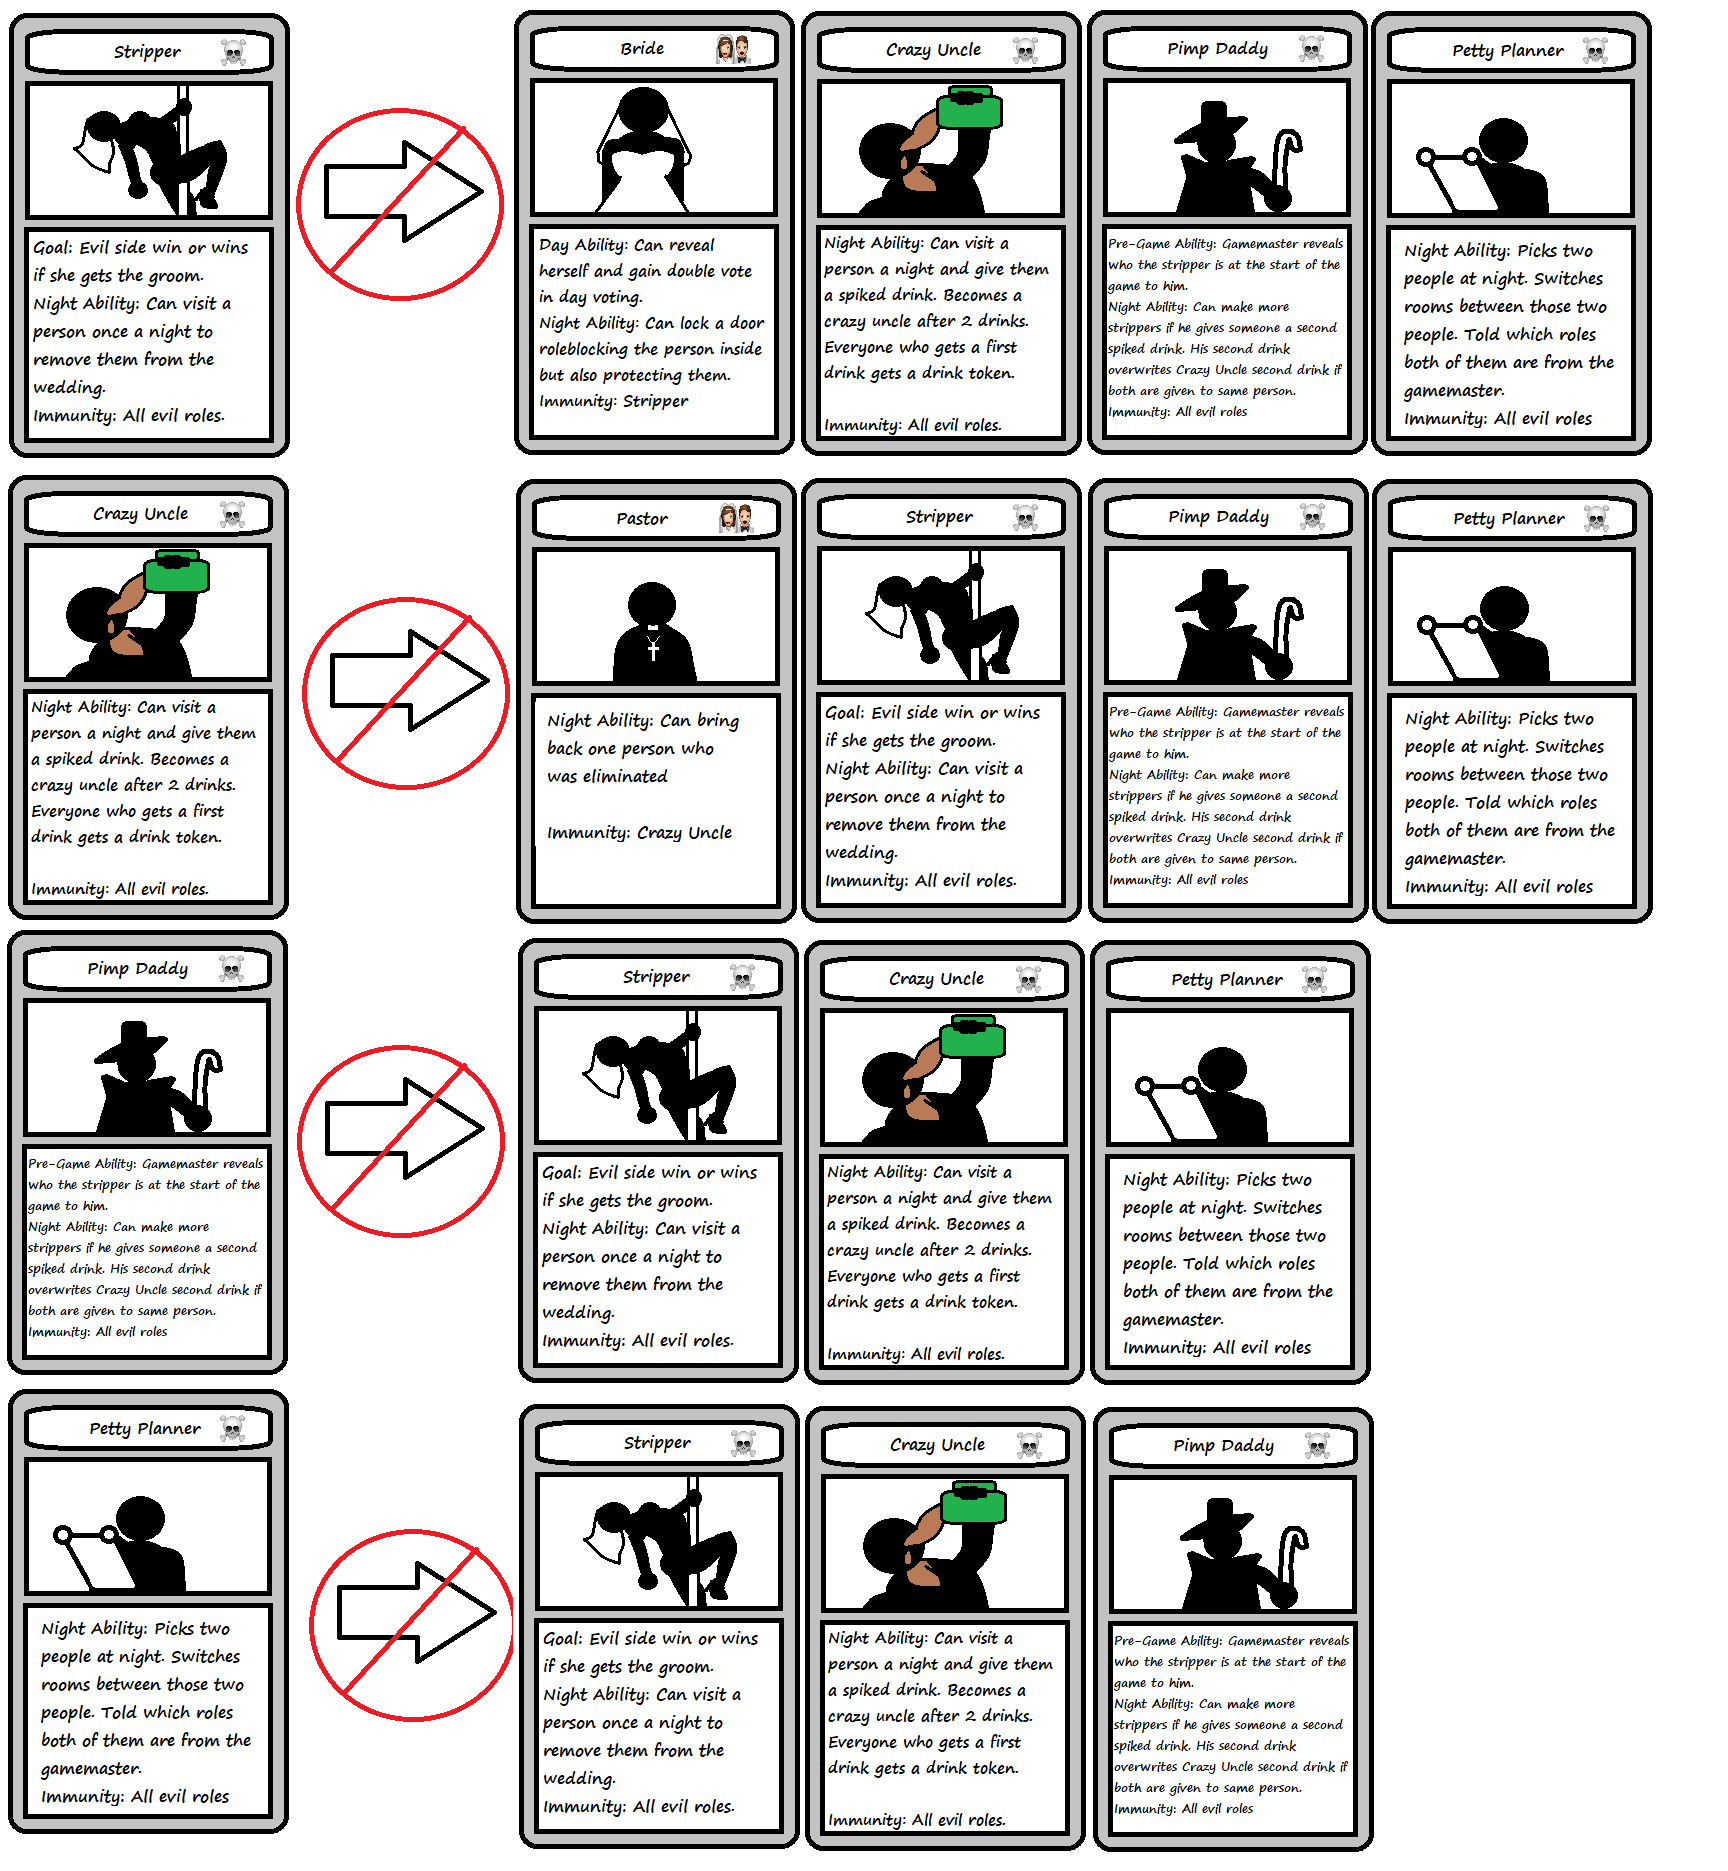 Stripper
Goal: Evil side win or wins
if she gets the groom.
Night Ability: Can visit a
person once a night to
remove them from the
wedding.
Immunity: All evil roles.
Bride
Day Ability: Can reveal
herself and gain double vote
in day voting.
Night Ability: Can lock a door
roleblocking the person inside
but also protecting them.
Immunity: Stripper
Crazy Uncle
Night Ability: Can visit a
person a night and give them
a spiked drink. Becomes a
crazy uncle after 2 drinks.
Everyone who gets a first
drink gets a drink token.
Immunity: All evil roles.
Pimp Daddy
Pre-Game Ability: Gamemaster reveals
who the stripper is at the start of the
game to him.
Night Ability: Can make more
strippers if he gives someone a second
spiked drink. His second drink
overwrites Crazy Uncle second drink if
both are given to same person.
Immunity: All evil roles
Petty Planner
Night Ability: Picks two
people at night. Switches
rooms between those two
people. Told which roles
both of them are from the
gamemaster.
Immunity: All evil roles
Crazy Uncle
Night Ability: Can visit a
person a night and give them
a spiked drink. Becomes a
crazy uncle after 2 drinks.
Everyone who gets a first
drink gets a drink token.
Immunity: All evil roles.
Pastor
Night Ability: Can bring
back one person who
was eliminated
Immunity: Crazy Uncle
Stripper
Goal: Evil side win or wins
if she gets the groom.
Night Ability: Can visit a
person once a night to
remove them from the
wedding.
Immunity: All evil roles.
Pimp Daddy
Pre-Game Ability: Gamemaster reveals
who the stripper is at the start of the
game to him.
Night Ability: Can make more
strippers if he gives someone a second
spiked drink. His second drink
overwrites Crazy Uncle second drink if
both are given to same person.
Immunity: All evil roles
Petty Planner
Night Ability: Picks two
people at night. Switches
rooms between those two
people. Told which roles
both of them are from the
gamemaster.
Immunity: All evil roles
Pimp Daddy
Pre-Game Ability: Gamemaster reveals
who the stripper is at the start of the
game to him.
Night Ability: Can make more
strippers if he gives someone a second
spiked drink. His second drink
overwrites Crazy Uncle second drink if
both are given to same person.
Immunity: All evil roles
Stripper
Goal: Evil side win or wins
if she gets the groom.
Night Ability: Can visit a
person once a night to
remove them from the
wedding.
Immunity: All evil roles.
Crazy Uncle
Night Ability: Can visit a
person a night and give them
a spiked drink. Becomes a
crazy uncle after 2 drinks.
Everyone who gets a first
drink gets a drink token.
Immunity: All evil roles.
Petty Planner
Night Ability: Picks two
people at night. Switches
rooms between those two
people. Told which roles
both of them are from the
gamemaster.
Immunity: All evil roles
Petty Planner
Night Ability: Picks two
people at night. Switches
rooms between those two
people. Told which roles
both of them are from the
gamemaster.
Immunity: All evil roles
Stripper
Goal: Evil side win or wins
if she gets the groom.
Night Ability: Can visit a
person once a night to
remove them from the
wedding.
Immunity: All evil roles.
Crazy Uncle
Night Ability: Can visit a
person a night and give them
a spiked drink. Becomes a
crazy uncle after 2 drinks.
Everyone who gets a first
drink gets a drink token.
Immunity: All evil roles.
Pimp Daddy
Pre-Game Ability: Gamemaster reveals
who the stripper is at the start of the
game to him.
Night Ability: Can make more
strippers if he gives someone a second
spiked drink. His second drink
overwrites Crazy Uncle second drink if
both are given to same person.
Immunity: All evil roles